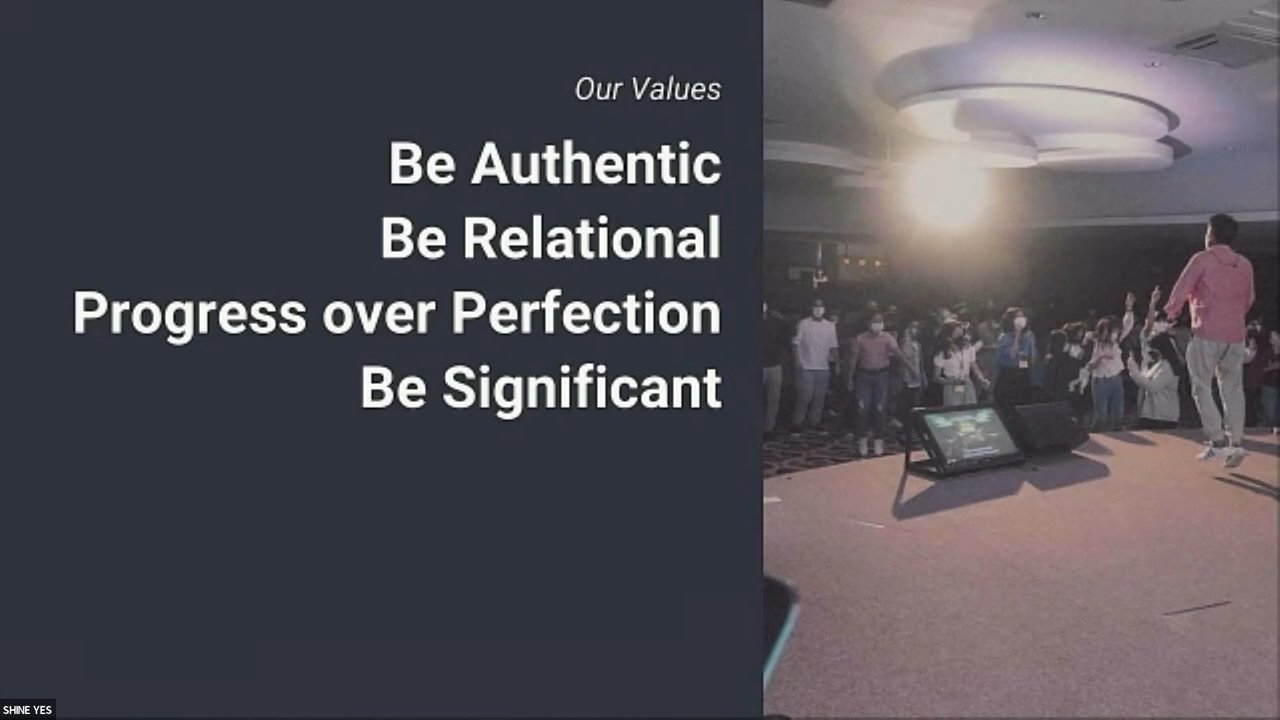 Our Values
Be Authentic
Be Relational
Progress over Perfection
Be Significant
SHINE YES